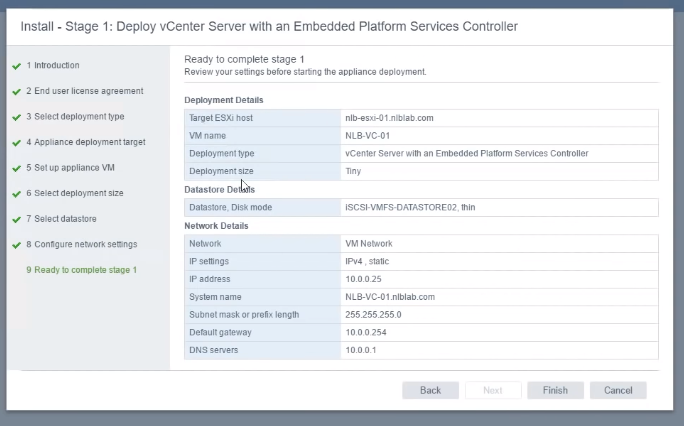 Install - Stage 1: Deploy vCenter Server with an Embedded Platform Services Controller
1 Introduction
2 End user license agreement
3 Select deployment type
4 Appliance deployment target
5 Set up appliance VM
6 Select deployment size
7 Select datastore
8 Configure network settings
9 Ready to complete stage 1
Ready to complete stage 1
Review your settings before starting the appliance deployment.
Deployment Details
Target ESXi host nlb-esxi-01.nlblab.com
VM name NLB-VC-01
Deployment type vCenter Server with an Embedded Platform Services Controller
Deployment size Tiny
Datastore Details
Datastore, Disk mode iSCSI-VMFS-DATASTORE02, thin
Network Details
Network VM Network
IP settings IPv4 , static
IP address 10.0.0.25
System name NLB-VC-01.nlblab.com
Subnet mask or prefix length 255.255.255.0
Default gateway 10.0.0.254
DNS servers 10.0.0.1
Back Next Finish Cancel